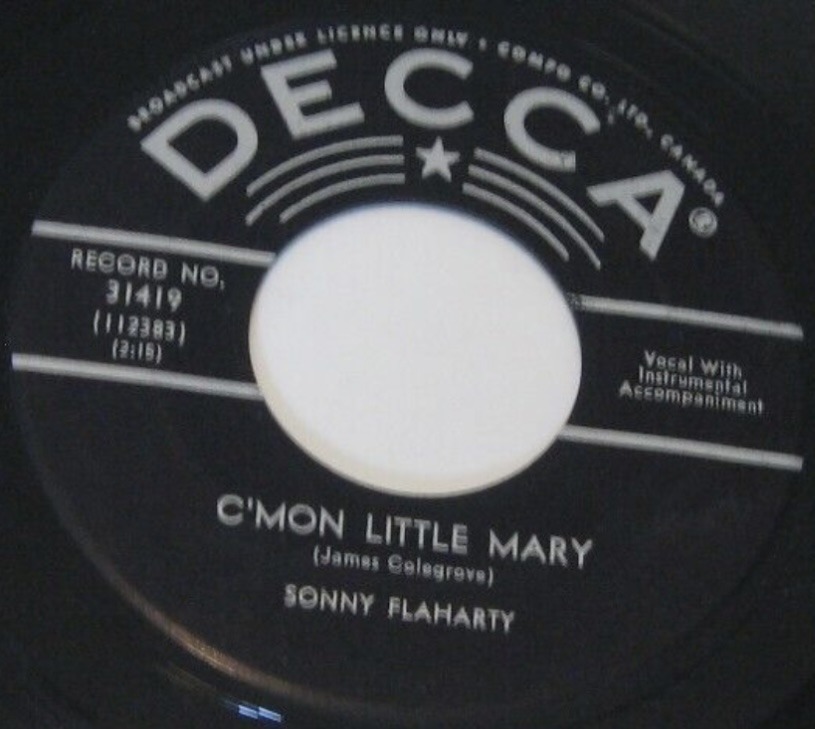 BROADCAST UNDER LICENCE ONLY • COMPO CO. LTD., CANADA
DECCA®
RECORD NO.
31419
(112383)
(2:15)
Vocal With
Instrumental
Accompaniment
C'MON LITTLE MARY
(James Colegrove)
SONNY FLAHARTY